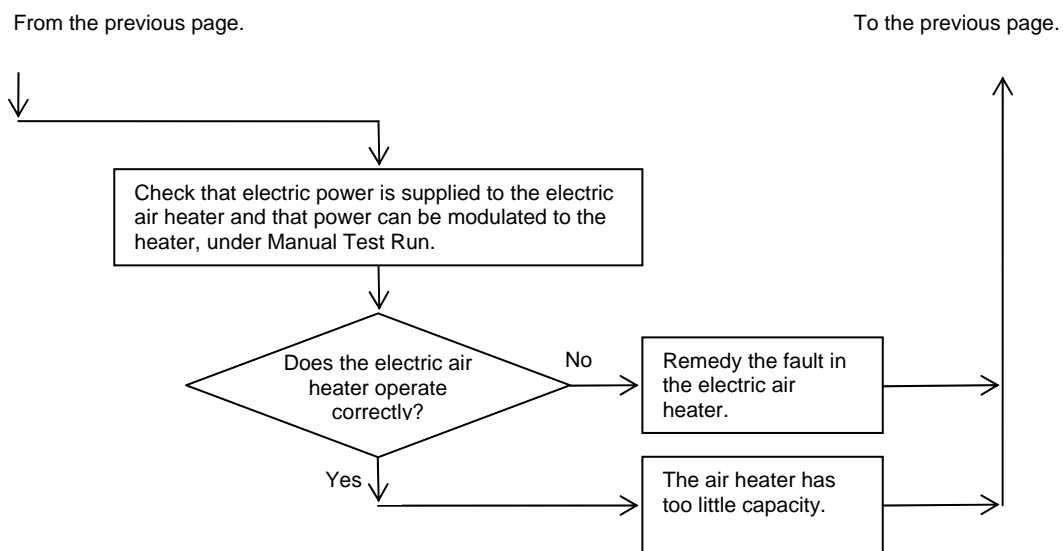 From the previous page.
To the previous page.
Check that electric power is supplied to the electric
air heater and that power can be modulated to the
heater, under Manual Test Run.
Does the electric air
heater operate
correctly?
No
Remedy the fault in
the electric air
heater.
Yes
The air heater has
too little capacity.